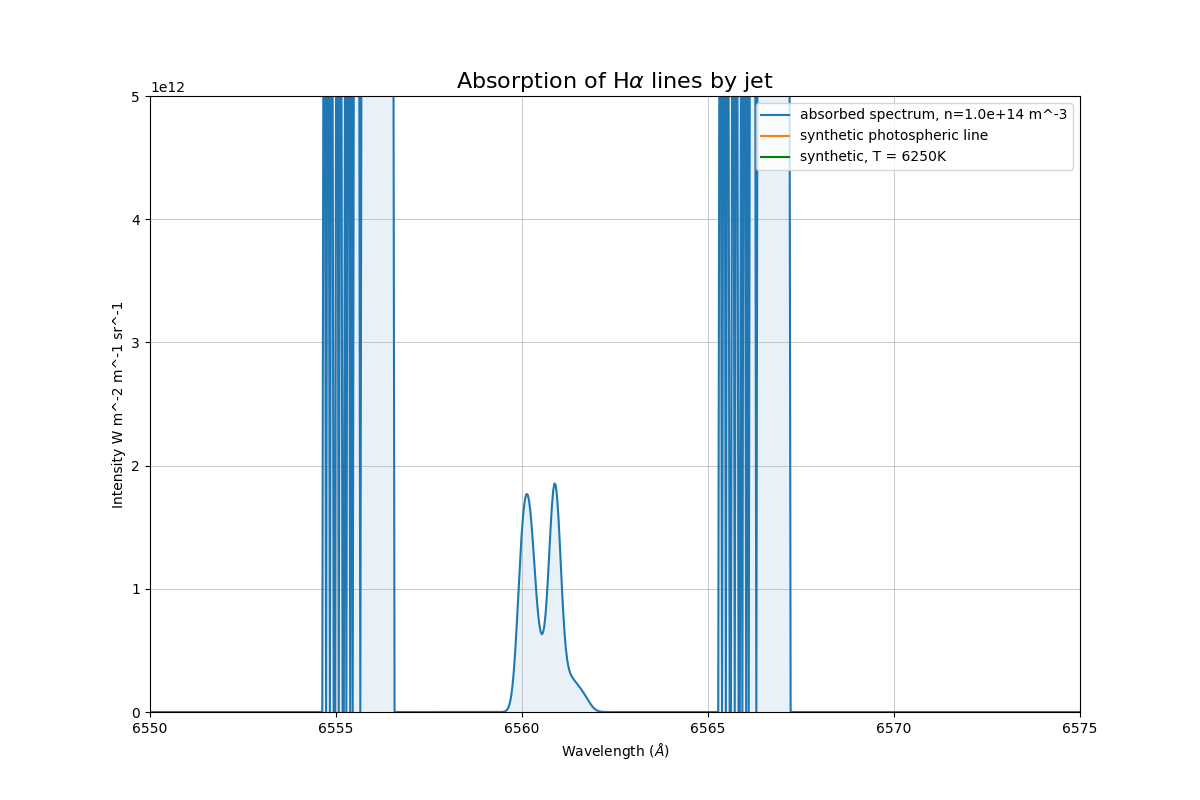 Absorption of Hα lines by jet
1e12
absorbed spectrum, n=1.0e+14 m^-3
synthetic photospheric line
synthetic, T = 6250K
Intensity W m^-2 m^-1 sr^-1
5
4
3
2
1
0
6550 6555 6560 6565 6570 6575
Wavelength (Å)